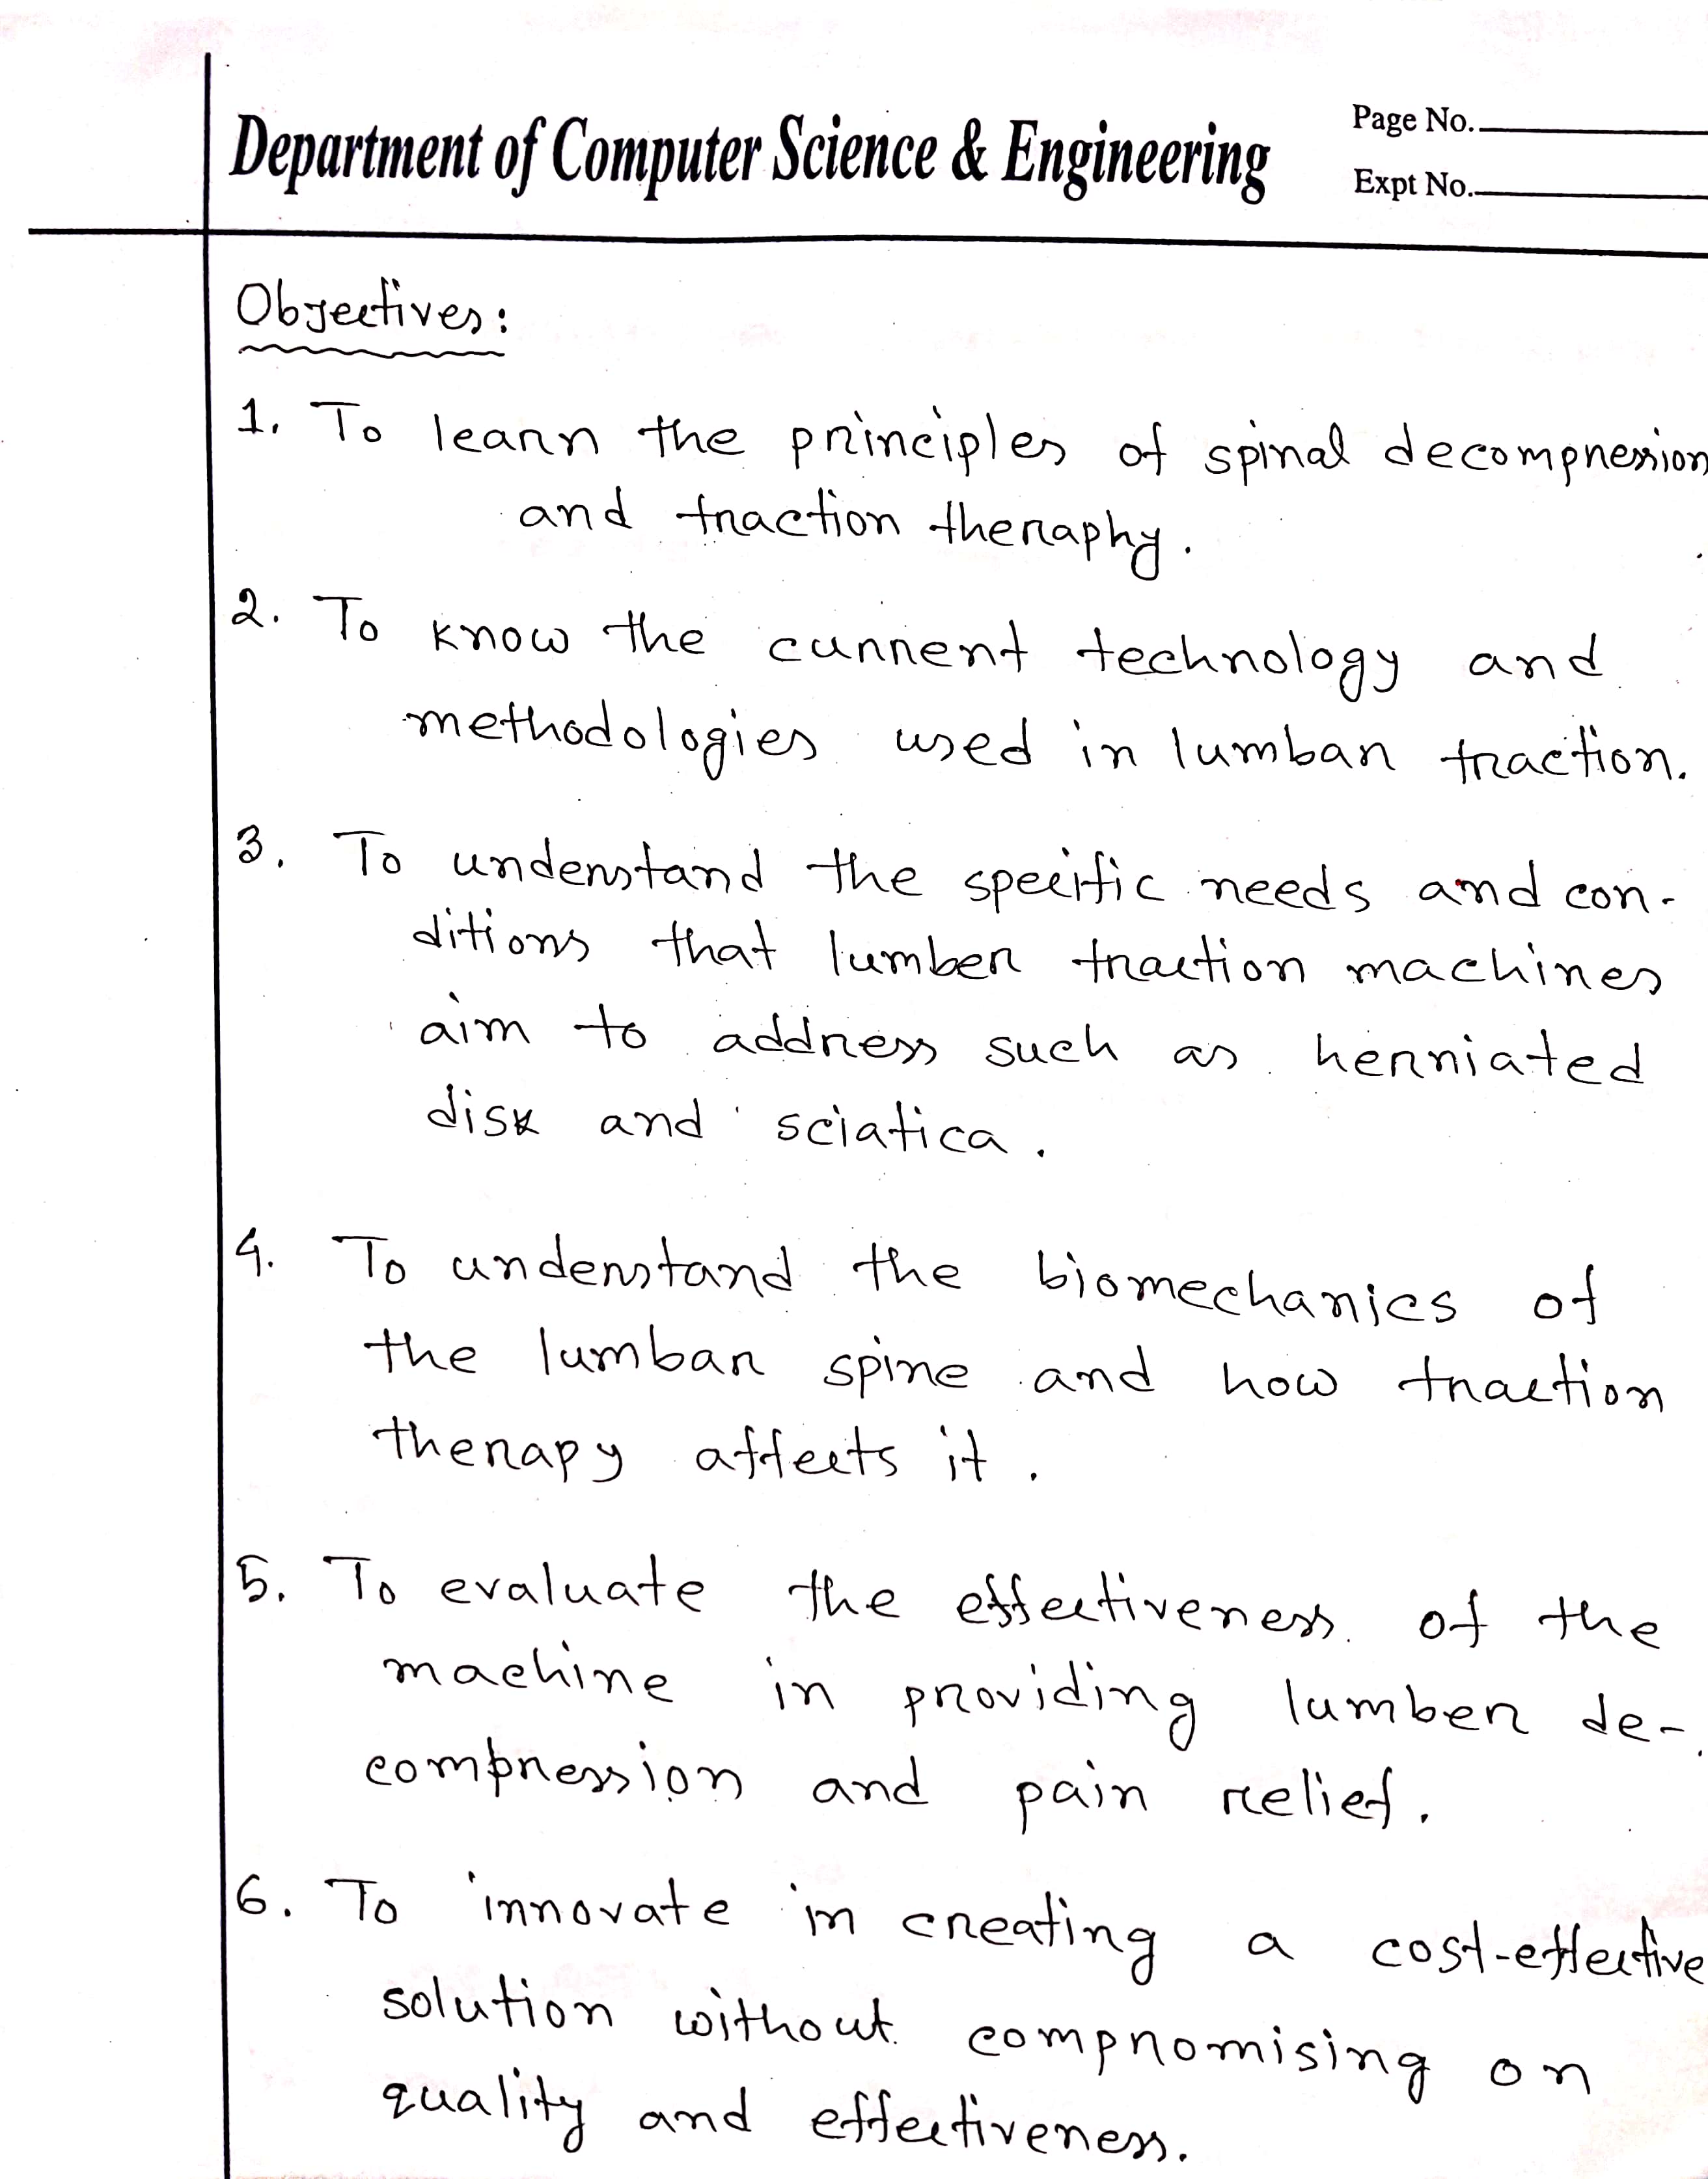 Department of Computer Science & Engineering
Page No.
Expt No.
Objectives:
1. To learn the principles of spinal decompression
and traction theraphy.
2. To know the current technology and
methodologies used in lumbar traction.
3. To understand the specific needs and con-
ditions that lumber traction machines
aim to address such as herniated
disk and sciatica.
4. To understand the biomechanics of
the lumbar spine and how traction
therapy affects it.
5. To evaluate the effectiveness of the
machine in providing lumber de-
compression and pain relief.
6. To innovate in creating a cost-effective
solution without compromising on
quality and effectiveness.